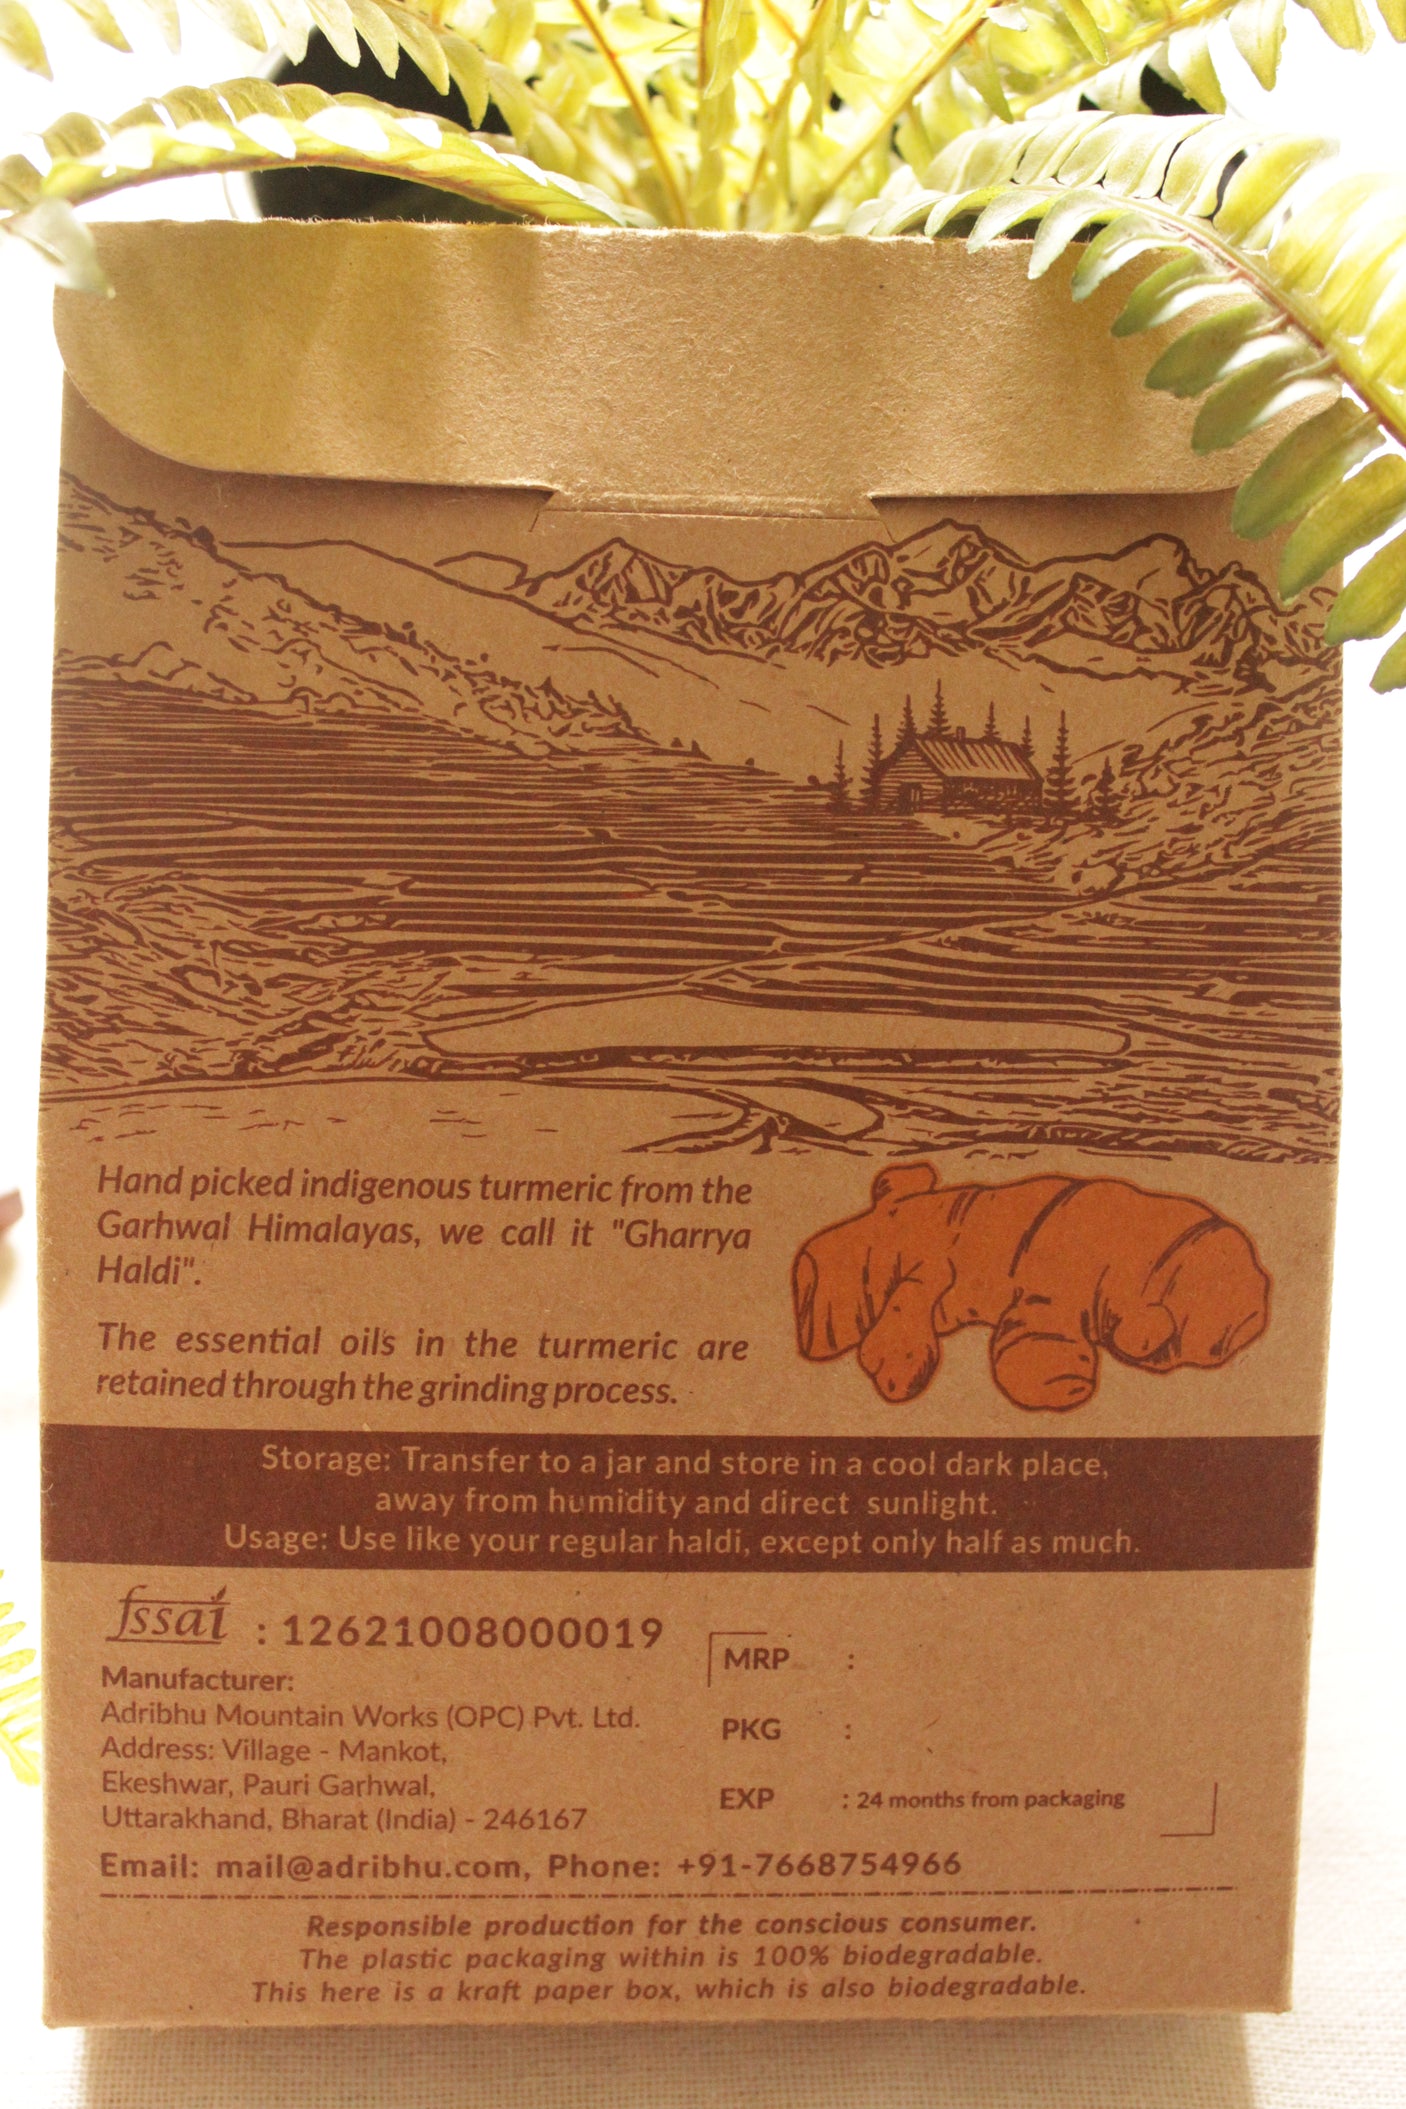 Hand picked indigenous turmeric from the
Garhwal Himalayas, we call it "Gharrya
Haldi".
The essential oils in the turmeric are
retained through the grinding process.
Storage: Transfer to a jar and store in a cool dark place,
away from humidity and direct sunlight.
Usage: Use like your regular haldi, except only half as much.
fssai : 12621008000019
Manufacturer:
Adribhu Mountain Works (OPC) Pvt. Ltd.
Address: Village - Mankot,
Ekeshwar, Pauri Garhwal,
Uttarakhand, Bharat (India) - 246167
MRP :
PKG :
EXP : 24 months from packaging
Email: mail@adribhu.com, Phone: +91-7668754966
Responsible production for the conscious consumer.
The plastic packaging within is 100% biodegradable.
This here is a kraft paper box, which is also biodegradable.